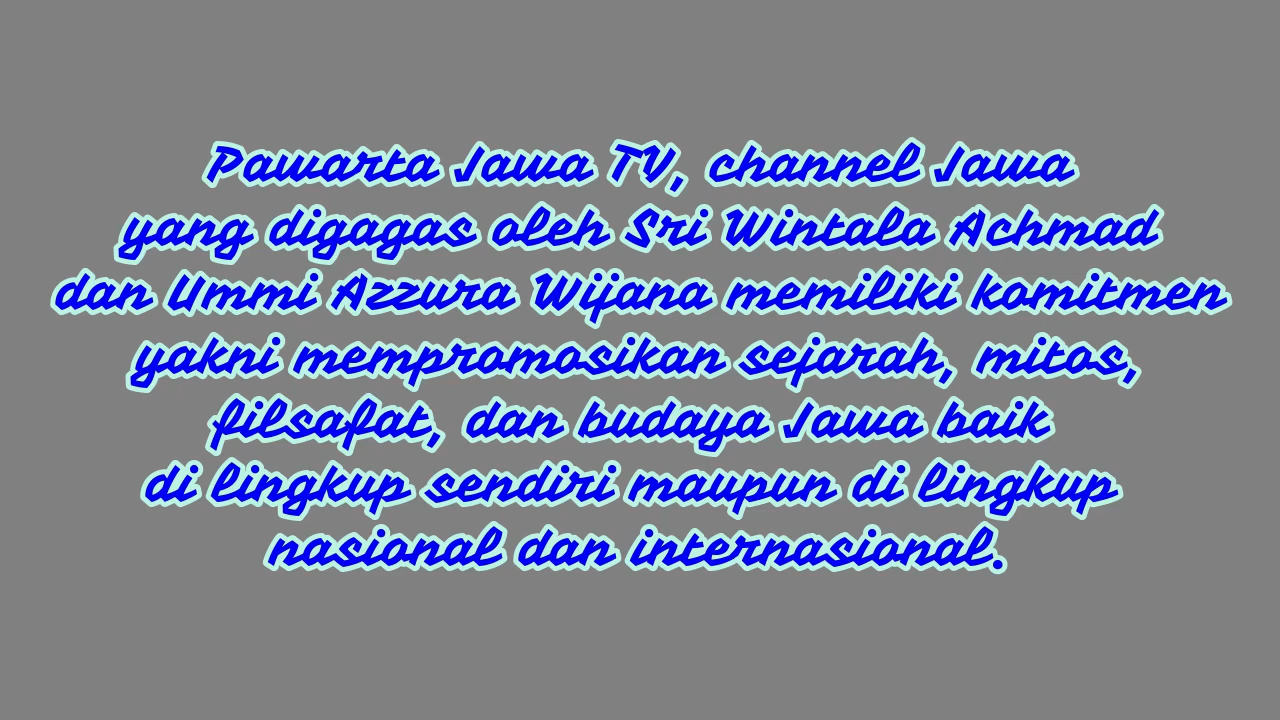 Pawarta Jawa TV, channel Jawa
yang digagas oleh Sri Wintala Achmad
dan Ummi Azzura Wijana memiliki komitmen
yakni mempromosikan sejarah, mitos,
filsafat, dan budaya Jawa baik
di lingkup sendiri maupun di lingkup
nasional dan internasional.